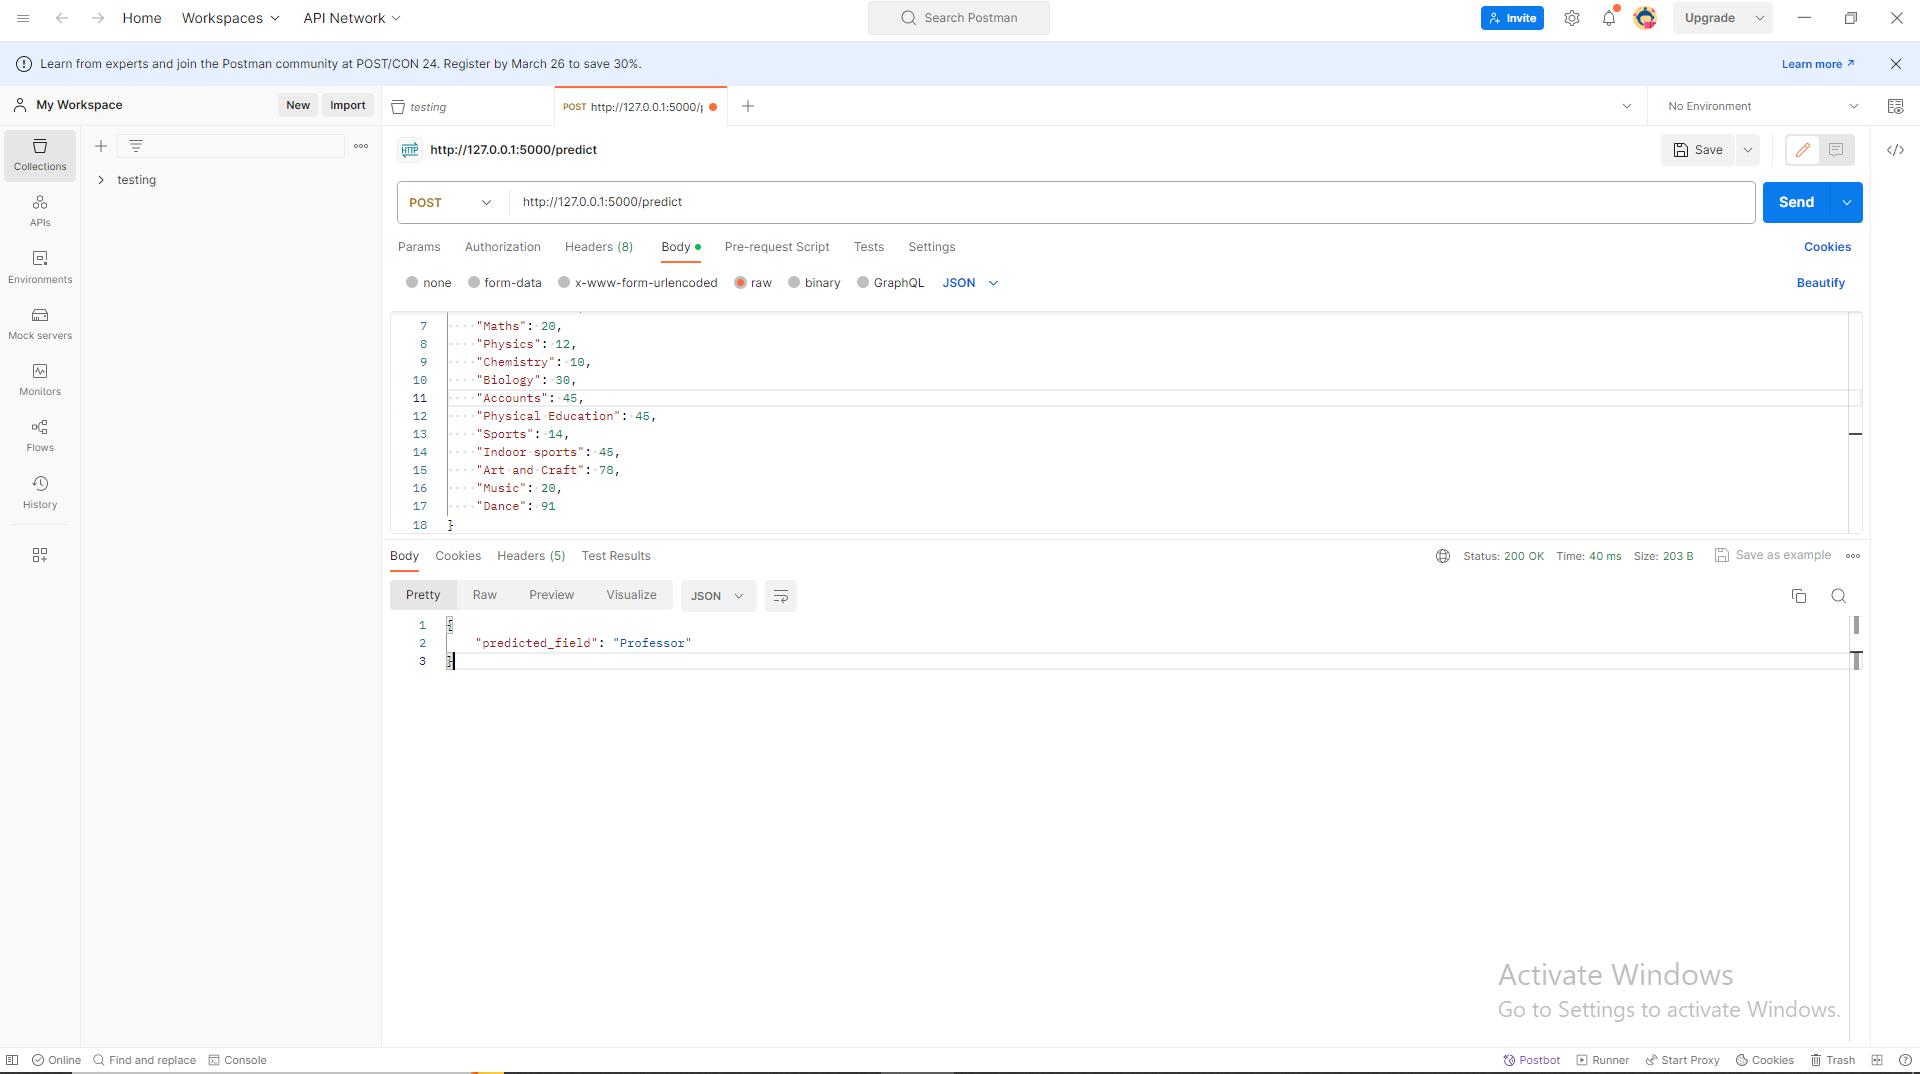 Home Workspaces API Network Search Postman Invite Upgrade
Learn from experts and join the Postman community at POST/CON 24. Register by March 26 to save 30%. Learn more
My Workspace New Import testing POST http://127.0.0.1:5000/p No Environment
Collections
testing
HTTP http://127.0.0.1:5000/predict Save
POST http://127.0.0.1:5000/predict Send
APIs
Environments
Mock servers
Monitors
Flows
History
Params Authorization Headers (8) Body Pre-request Script Tests Settings Cookies
none form-data x-www-form-urlencoded raw binary GraphQL JSON Beautify
7 "Maths": 20,
8 "Physics": 12,
9 "Chemistry": 10,
10 "Biology": 30,
11 "Accounts": 45,
12 "Physical Education": 45,
13 "Sports": 14,
14 "Indoor sports": 45,
15 "Art and Craft": 78,
16 "Music": 20,
17 "Dance": 91
18 }
Body Cookies Headers (5) Test Results Status: 200 OK Time: 40 ms Size: 203 B Save as example
Pretty Raw Preview Visualize JSON
1 {
2 "predicted_field": "Professor"
3 }
Activate Windows
Go to Settings to activate Windows.
Online Find and replace Console Postbot Runner Start Proxy Cookies Trash